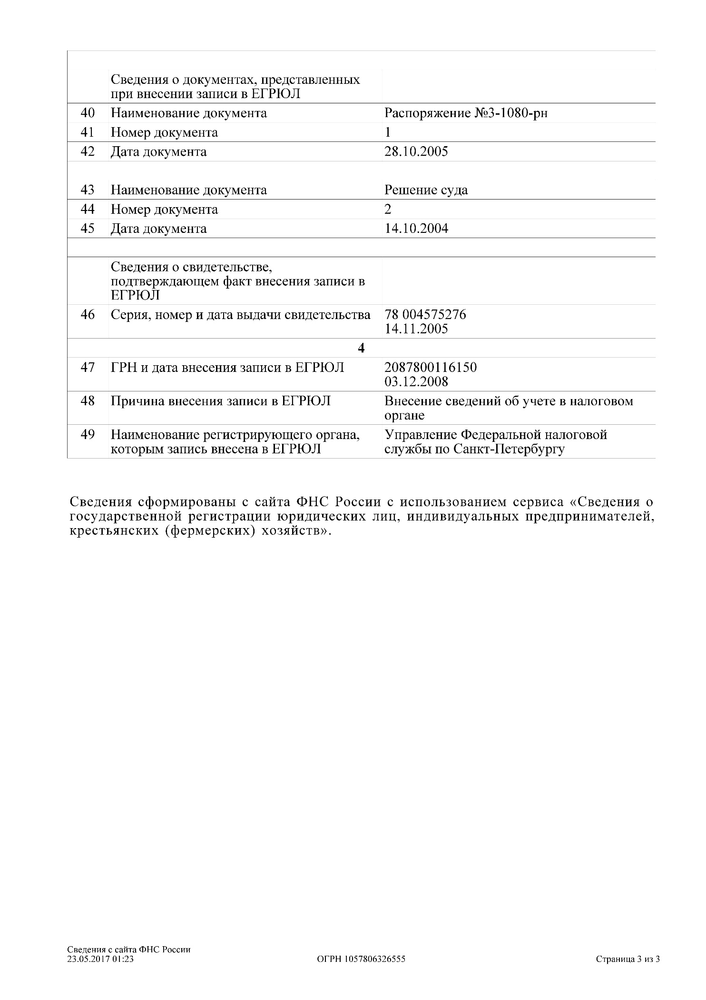 Сведения о документах, представленных
при внесении записи в ЕГРЮЛ
40 Наименование документа Распоряжение №3-1080-рн
41 Номер документа 1
42 Дата документа 28.10.2005
43 Наименование документа Решение суда
44 Номер документа 2
45 Дата документа 14.10.2004
Сведения о свидетельстве,
подтверждающем факт внесения записи в
ЕГРЮЛ
46 Серия, номер и дата выдачи свидетельства 78 004575276
14.11.2005
4
47 ГРН и дата внесения записи в ЕГРЮЛ 2087800116150
03.12.2008
48 Причина внесения записи в ЕГРЮЛ Внесение сведений об учете в налоговом
органе
49 Наименование регистрирующего органа, Управление Федеральной налоговой
которым запись внесена в ЕГРЮЛ службы по Санкт-Петербургу
Сведения сформированы с сайта ФНС России с использованием сервиса «Сведения о
государственной регистрации юридических лиц, индивидуальных предпринимателей,
крестьянских (фермерских) хозяйств».
Сведения с сайта ФНС России
23.05.2017 01:23 ОГРН 1057806326555 Страница 3 из 3